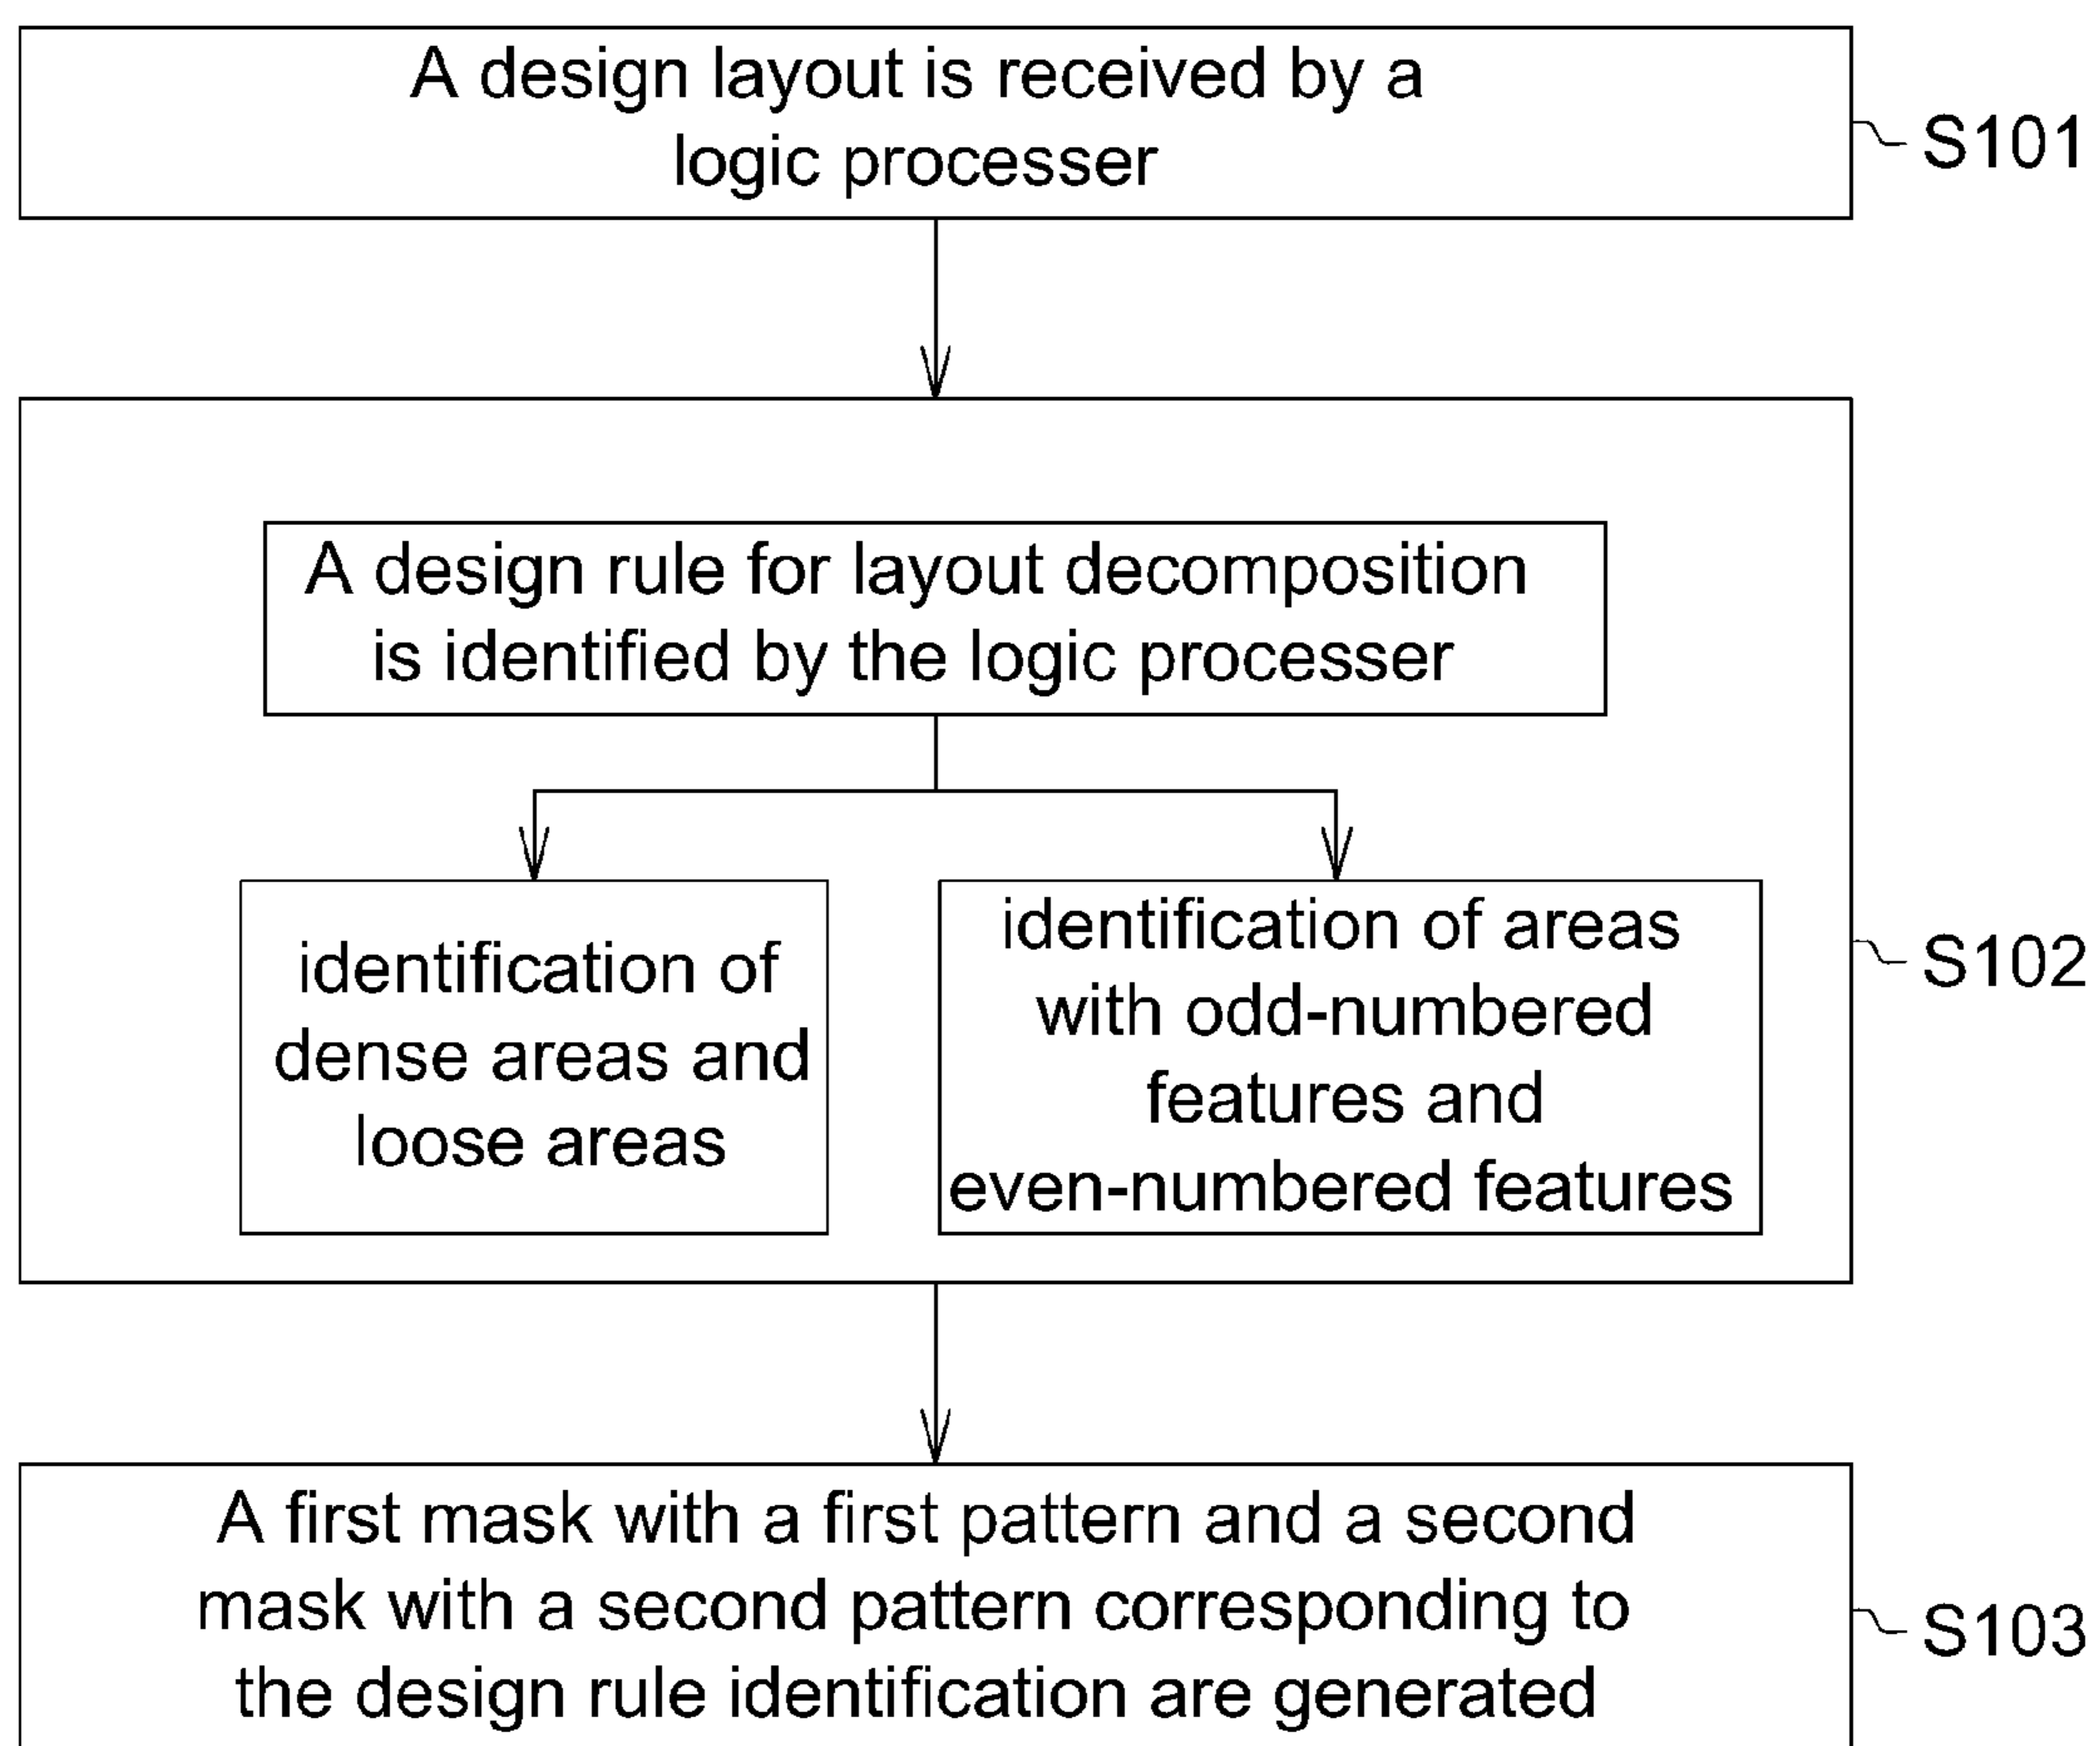 A design layout is received by a
logic processer
S101
A design rule for layout decomposition
is identified by the logic processer
identification of
dense areas and
loose areas
identification of areas
with odd-numbered
features and
even-numbered features
S102
A first mask with a first pattern and a second
mask with a second pattern corresponding to
the design rule identification are generated
S103